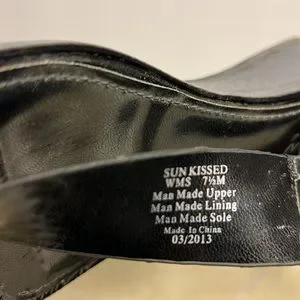 SUN KISSED
WMS 7½M
Man Made Upper
Man Made Lining
Man Made Sole
Made In China
03/2013